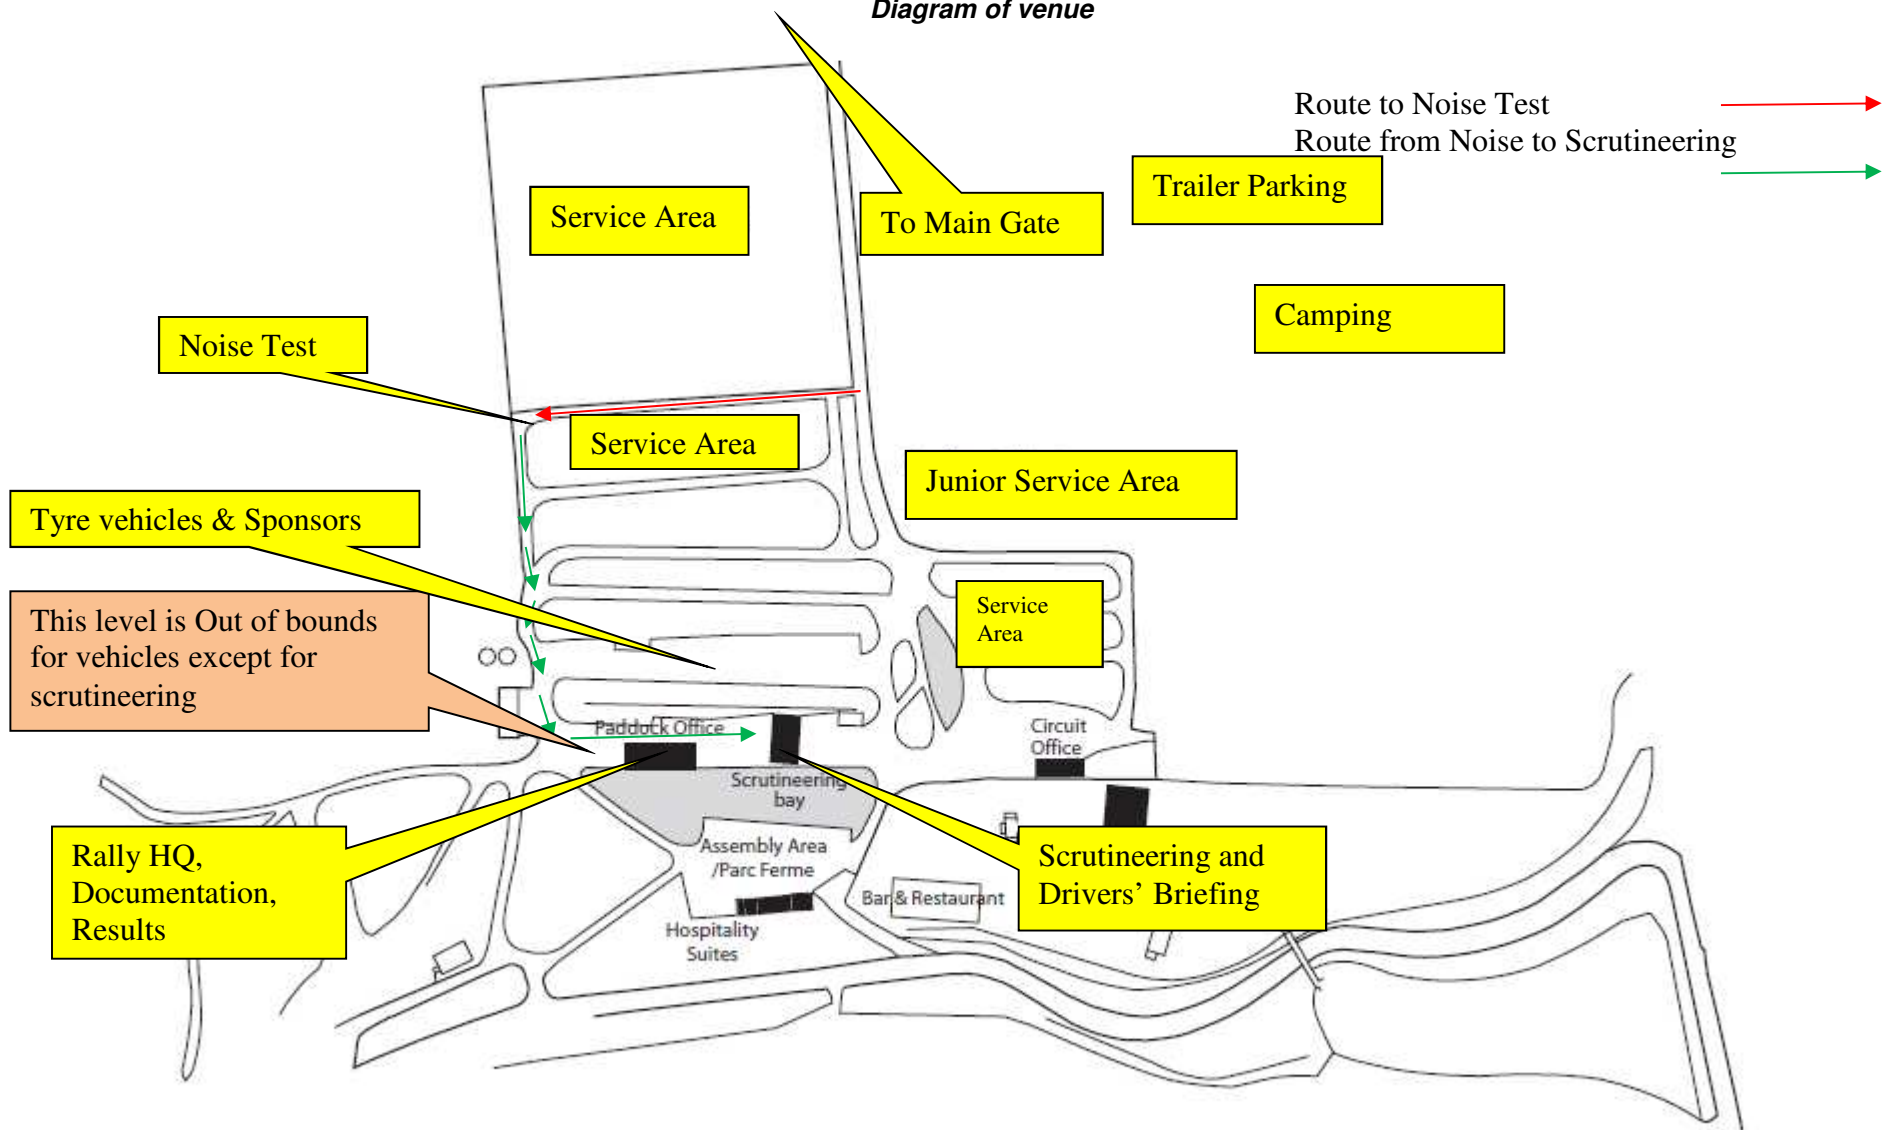 Diagram of venue
Route to Noise Test
Route from Noise to Scrutineering
Trailer Parking
Service Area
To Main Gate
Camping
Noise Test
Service Area
Junior Service Area
Tyre vehicles & Sponsors
Service
Area
This level is Out of bounds
for vehicles except for
scrutineering
Paddock Office
Circuit
Office
Scrutineering
bay
Rally HQ,
Documentation,
Results
Assembly Area
/Parc Ferme
Scrutineering and
Drivers’ Briefing
Bar & Restaurant
Hospitality
Suites